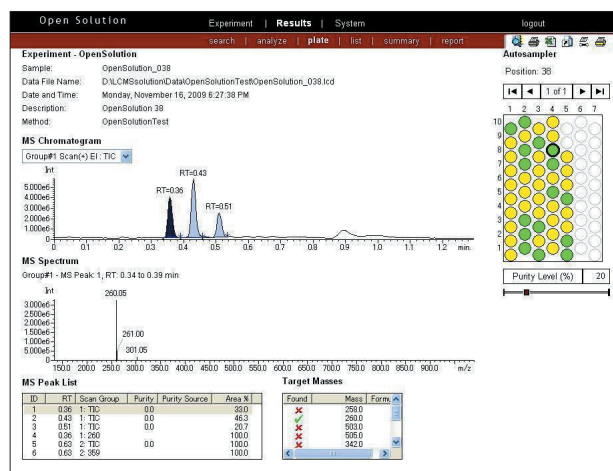 Open Solution
Experiment | Results | System
logout
search | analyze | plate | list | summary | report
Experiment - OpenSolution
Sample: OpenSolution_038
Data File Name: D:\LCMSsolution\Data\OpenSolutionTest\OpenSolution_038.lcd
Date and Time: Monday, November 16, 2009 6:27:38 PM
Description: OpenSolution 38
Method: OpenSolutionTest
MS Chromatogram
Group#1 Scan(+) EI : TIC
Int
RT=0.36
RT=0.43
RT=0.51
5.000e6
4.000e6
3.000e6
2.000e6
1.000e6
0.0 0.1 0.2 0.3 0.4 0.5 0.6 0.7 0.8 0.9 1.0 1.1 1.2 min.
MS Spectrum
Group#1 - MS Peak: 1, RT: 0.34 to 0.39 min
Int
260.05
261.00
301.05
3.000e6
2.500e6
2.000e6
1.500e6
1.000e6
5.000e5
150.0 200.0 250.0 300.0 350.0 400.0 450.0 500.0 550.0 600.0 650.0 700.0 750.0 800.0 850.0 900.0 m/z
MS Peak List
ID RT Scan Group Purity Purity Source Area %
1 0.36 1: TIC 0.0 33.0
2 0.43 1: TIC 0.0 46.3
3 0.51 1: TIC 0.0 20.7
4 0.36 1: 260 100.0
5 0.63 2: TIC 0.0 100.0
6 0.63 2: 359 100.0
Target Masses
Found Mass Formu
258.0
260.0
503.0
505.0
342.0
Autosampler
Position: 38
1 of 1
1 2 3 4 5 6 7
10
9
8
7
6
5
4
3
2
1
Purity Level (%) 20